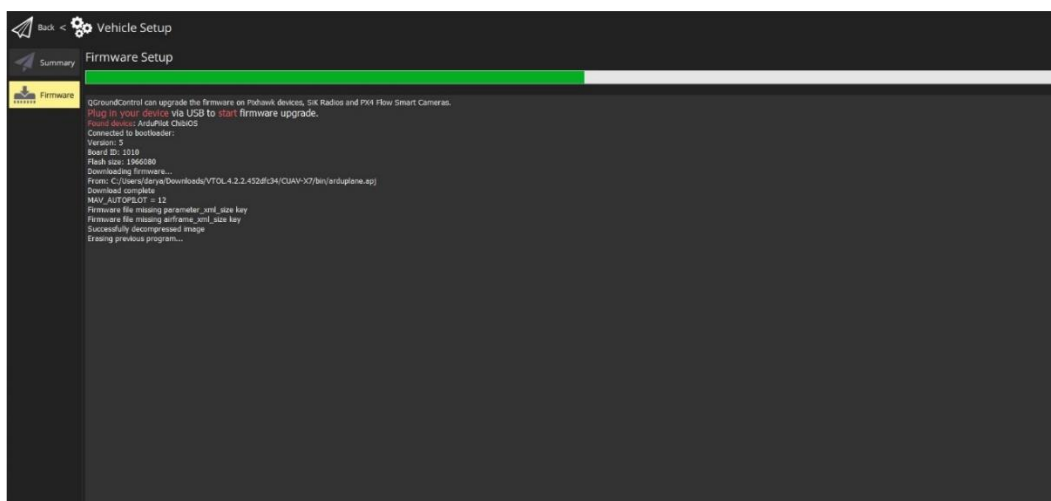 Back < Vehicle Setup
Summary
Firmware Setup
Firmware
QGroundControl can upgrade the firmware on Pixhawk devices, SiK Radios and PX4 Flow Smart Cameras.
Plug in your device via USB to start firmware upgrade.
Found device: ArduPilot ChibiOS
Connected to bootloader:
Version: 5
Board ID: 1010
Flash size: 1966080
Downloading firmware...
From: C:/Users/darya/Downloads/VTOL.4.2.2.452dfc34/CUAV-X7/bin/arduplane.apj
Download complete
MAV_AUTOPILOT = 12
Firmware file missing parameter_xml_size key
Firmware file missing airframe_xml_size key
Successfully decompressed image
Erasing previous program...